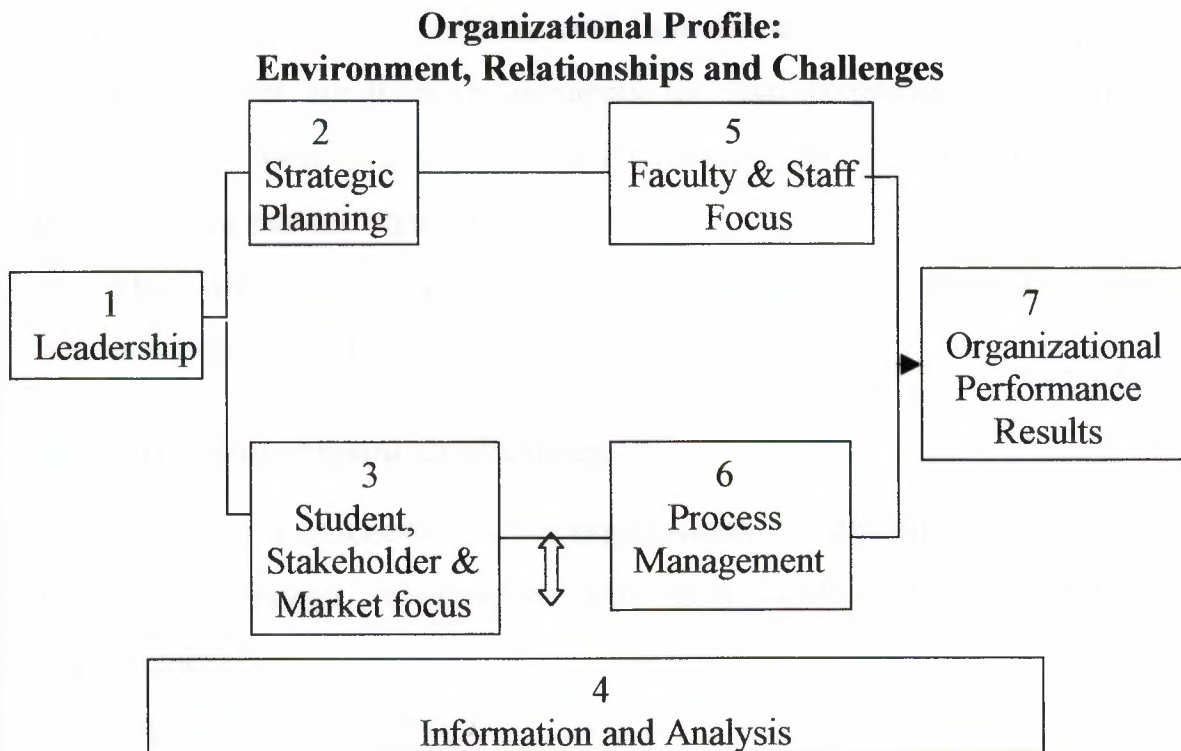 Organizational Profile:
Environment, Relationships and Challenges
2
Strategic
Planning
5
Faculty & Staff
Focus
1
Leadership
7
Organizational
Performance
Results
3
Student,
Stakeholder &
Market focus
6
Process
Management
4
Information and Analysis